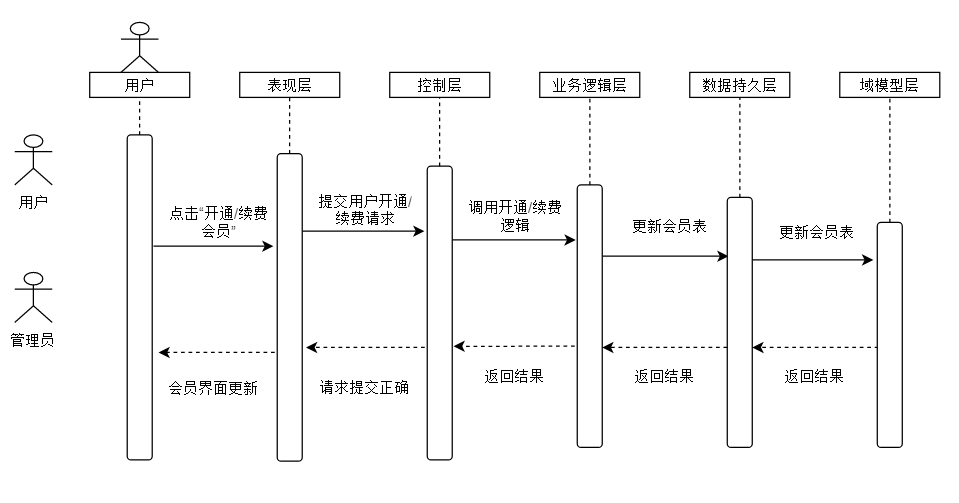 用户
表现层
控制层
业务逻辑层
数据持久层
域模型层
用户
点击“开通/续费
会员”
提交用户开通/
续费请求
调用开通/续费
逻辑
更新会员表
更新会员表
管理员
会员界面更新
请求提交正确
返回结果
返回结果
返回结果